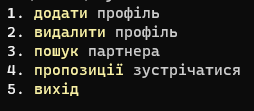 1. додати профіль
2. видалити профіль
3. пошук партнера
4. пропозиції зустрічатися
5. вихід